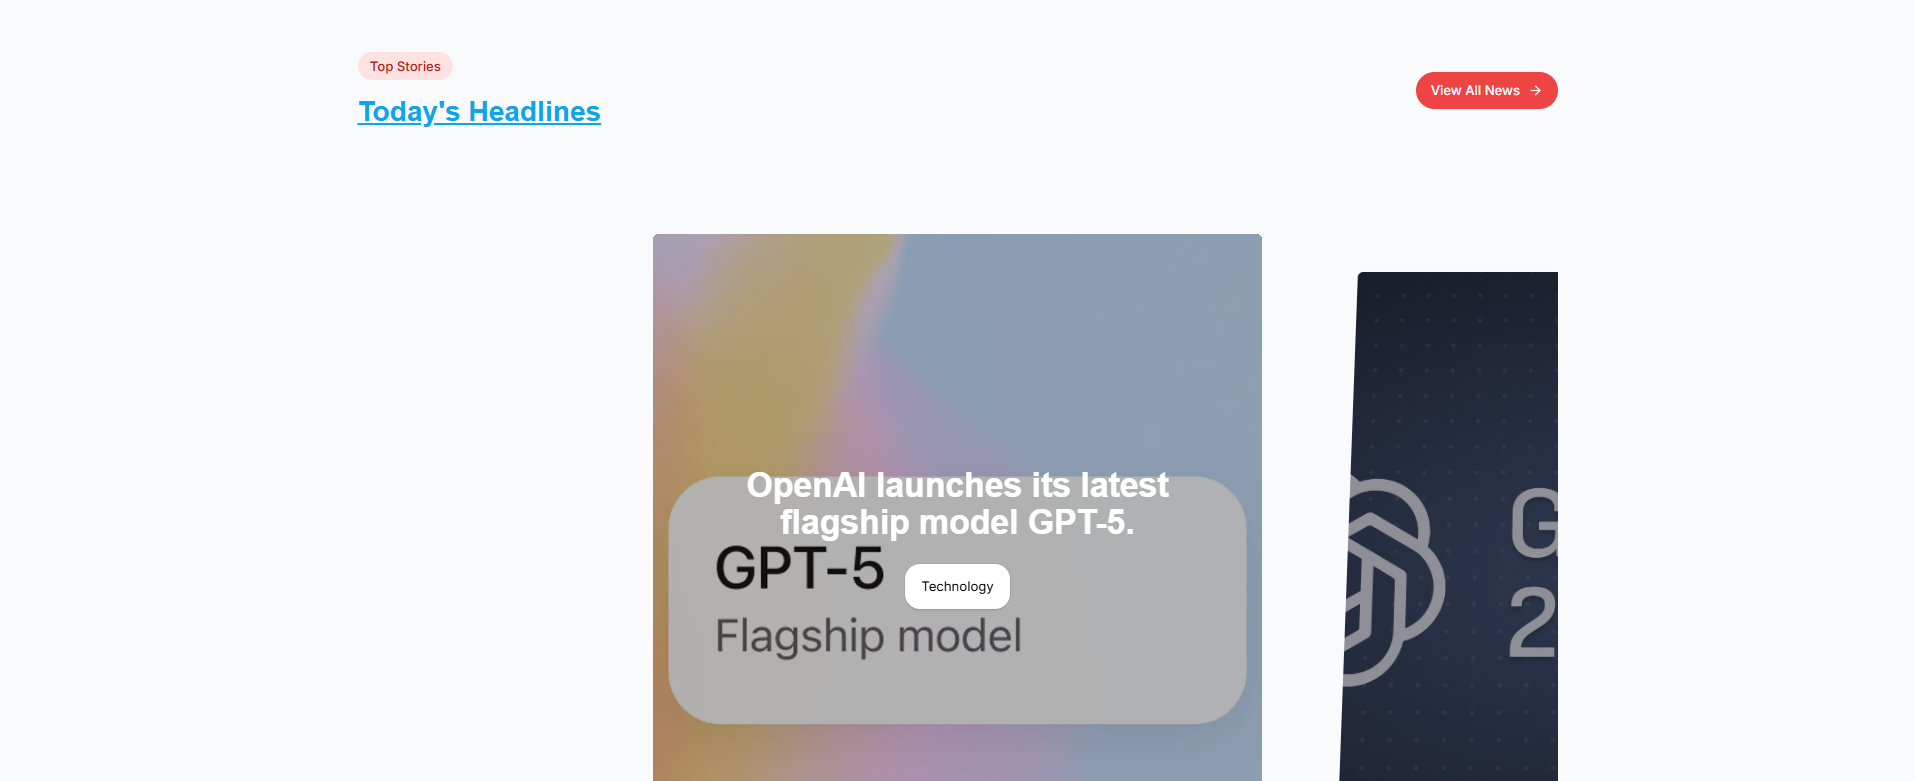 Top Stories
Today's Headlines
View All News
OpenAI launches its latest
flagship model GPT-5.
GPT-5
Technology
Flagship model
G
2